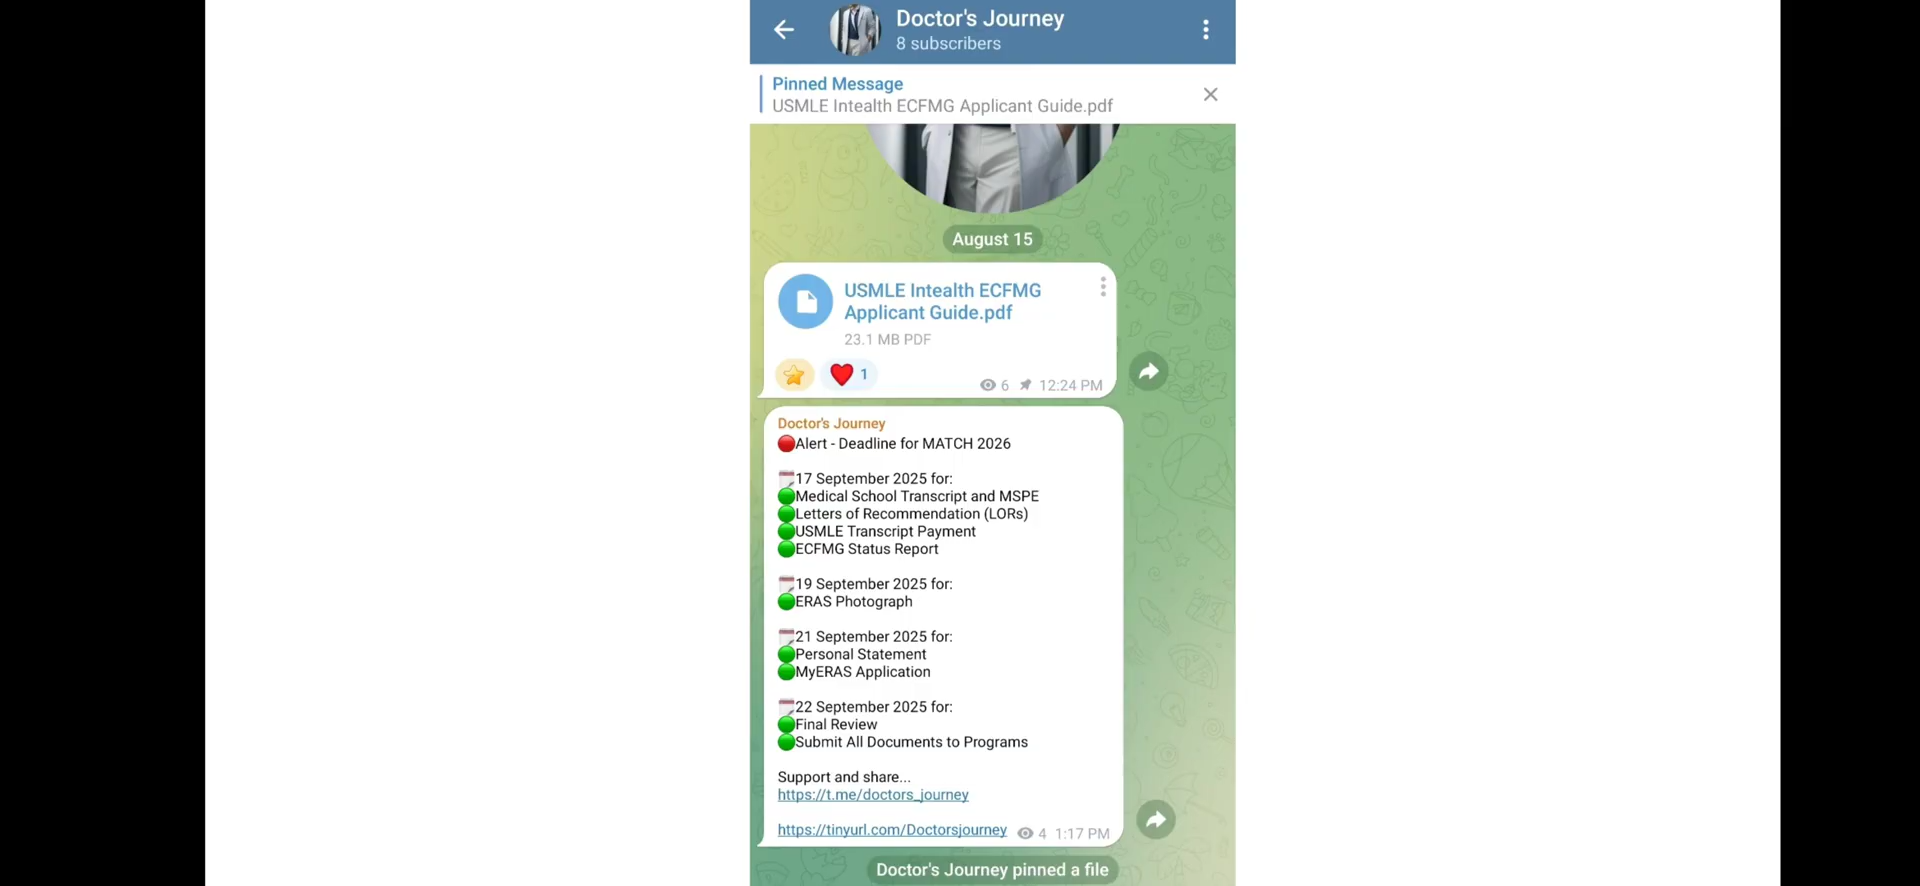 Doctor's Journey
8 subscribers
Pinned Message
USMLE Intealth ECFMG Applicant Guide.pdf
August 15
USMLE Intealth ECFMG
Applicant Guide.pdf
23.1 MB PDF
1
6 12:24 PM
Doctor's Journey
🔴Alert - Deadline for MATCH 2026
17 September 2025 for:
🟢Medical School Transcript and MSPE
🟢Letters of Recommendation (LORs)
🟢USMLE Transcript Payment
🟢ECFMG Status Report
19 September 2025 for:
🟢ERAS Photograph
21 September 2025 for:
🟢Personal Statement
🟢MyERAS Application
22 September 2025 for:
🟢Final Review
🟢Submit All Documents to Programs
Support and share...
https://t.me/doctors_journey
https://tinyurl.com/Doctorsjourney 4 1:17 PM
Doctor's Journey pinned a file